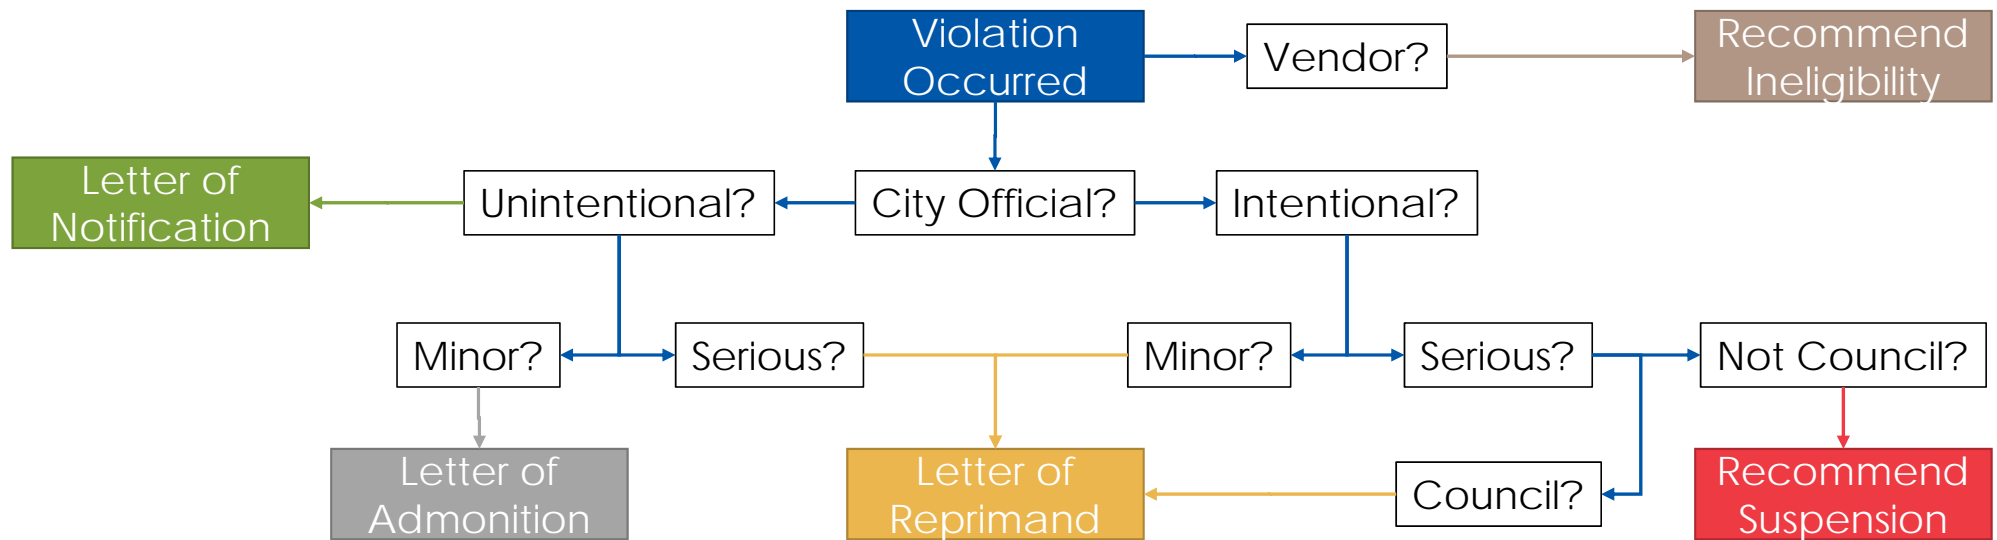 Violation
Occurred
Vendor?
Recommend
Ineligibility
Letter of
Notification
Unintentional?
City Official?
Intentional?
Minor?
Serious?
Minor?
Serious?
Not Council?
Letter of
Admonition
Letter of
Reprimand
Council?
Recommend
Suspension